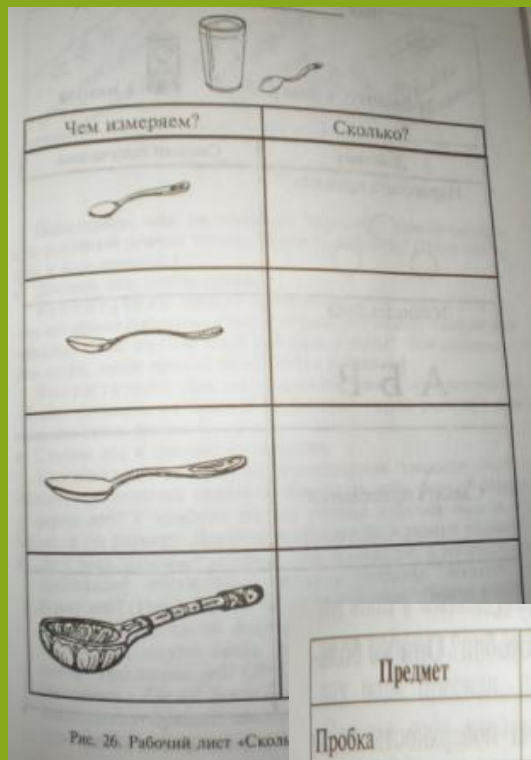 Чем измеряем? Сколько?
А Б В
Рис. 26. Рабочий лист «Сколь
Предмет
Пробка